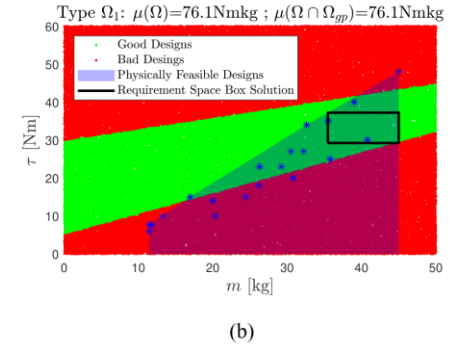 Type Ω₁: μ(Ω)=76.1Nmkg ; μ(Ω ∩ Ω_gp)=76.1Nmkg
60
50
40
30
20
10
0
τ [Nm]
Good Designs
Bad Desings
Physically Feasible Designs
Requirement Space Box Solution
0 10 20 30 40 50
m [kg]
(b)